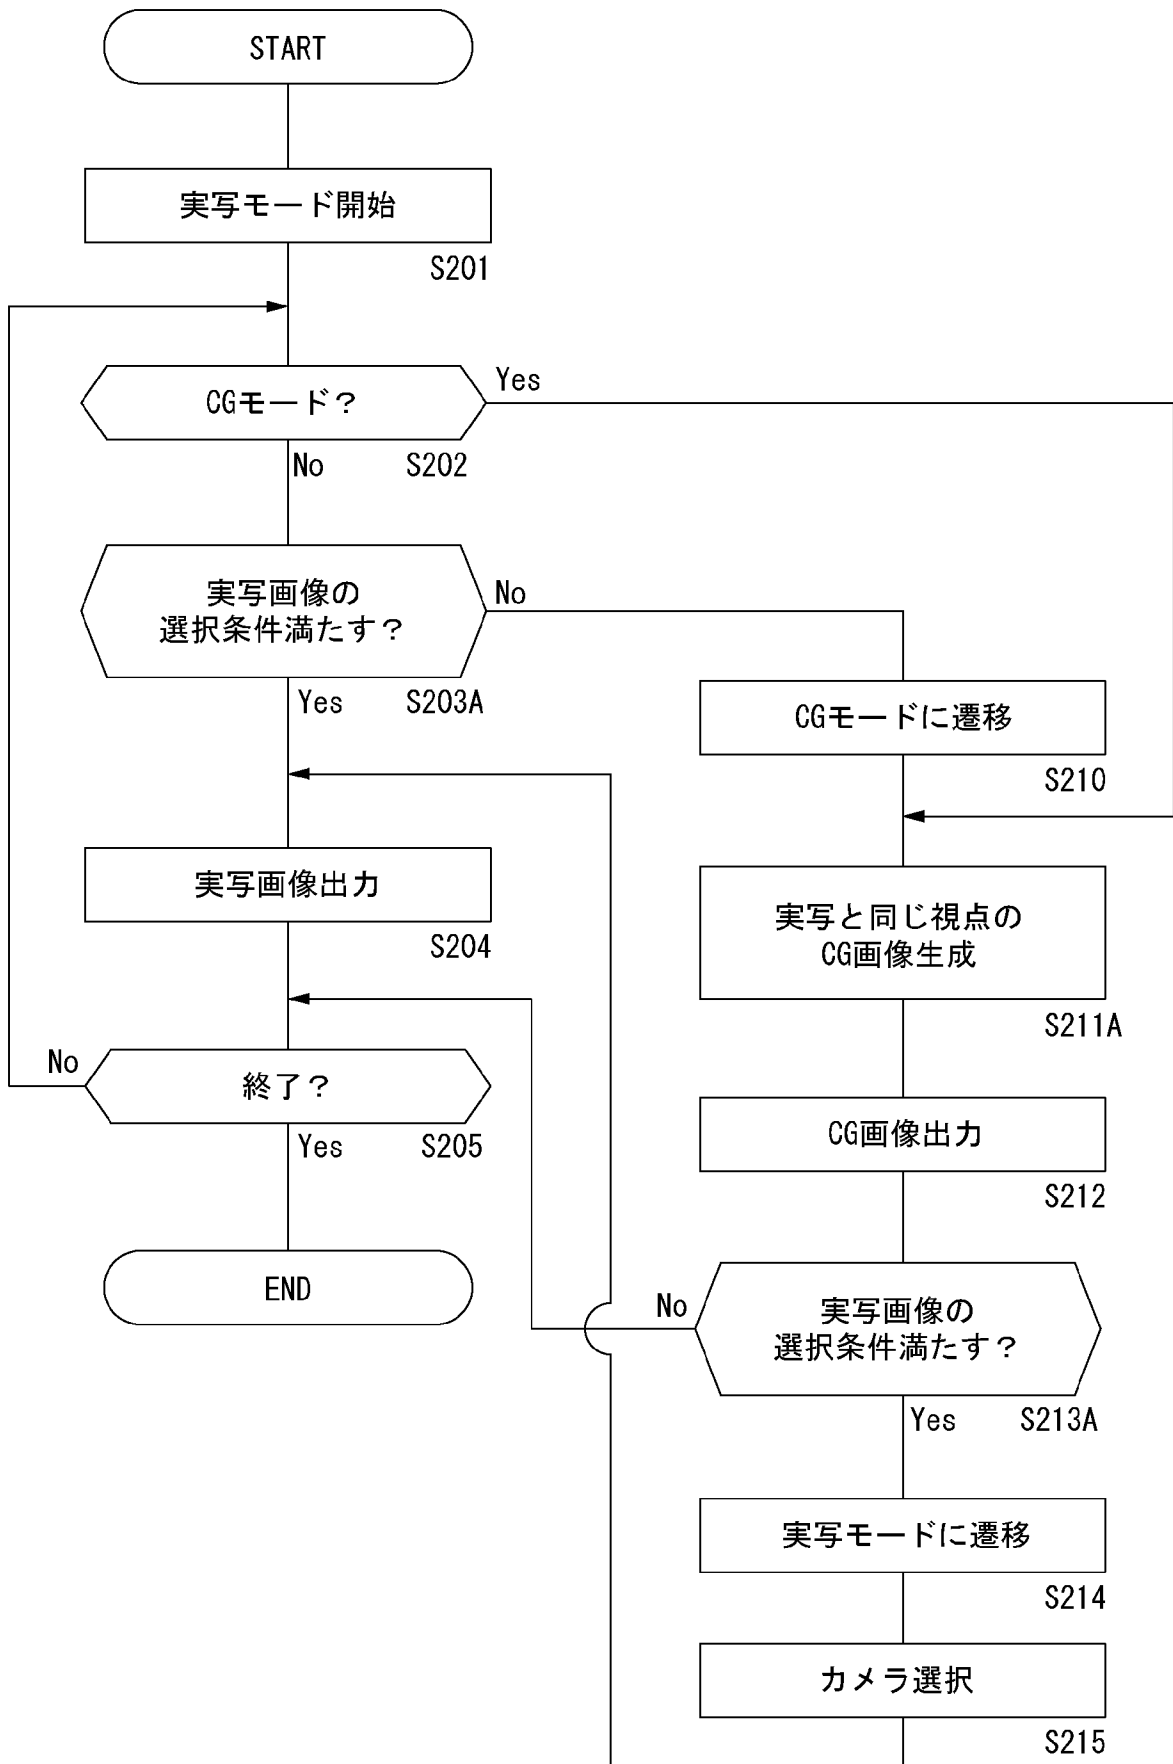 START
実写モード開始
S201
CGモード?
Yes
No
S202
実写画像の
選択条件満たす?
No
Yes
S203A
CGモードに遷移
S210
実写画像出力
S204
実写と同じ視点の
CG画像生成
S211A
No
終了?
Yes
S205
CG画像出力
S212
END
No
実写画像の
選択条件満たす?
Yes
S213A
実写モードに遷移
S214
カメラ選択
S215